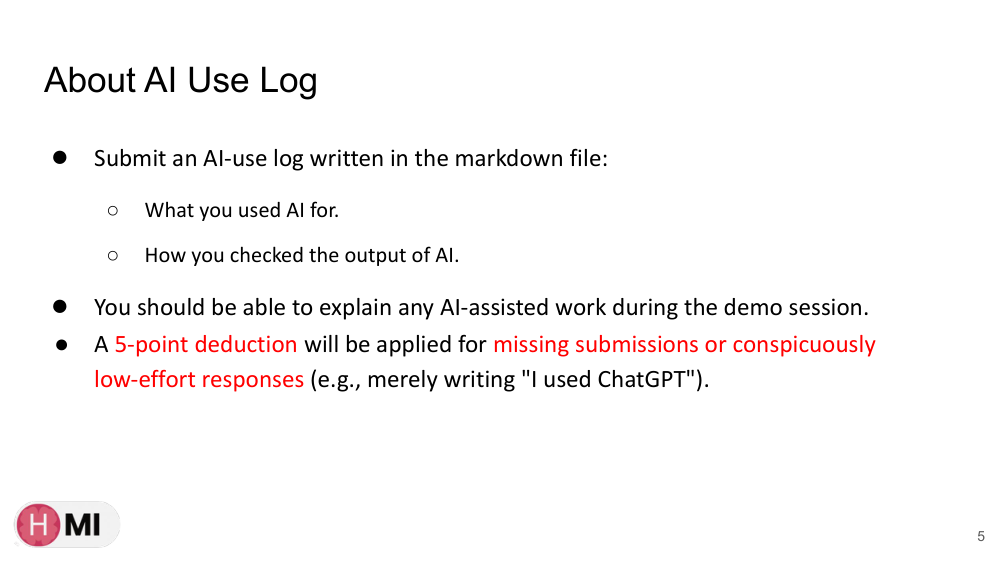 About AI Use Log
● Submit an AI-use log written in the markdown file:
○ What you used AI for.
○ How you checked the output of AI.
● You should be able to explain any AI-assisted work during the demo session.
● A 5-point deduction will be applied for missing submissions or conspicuously
low-effort responses (e.g., merely writing "I used ChatGPT").
H MI
5